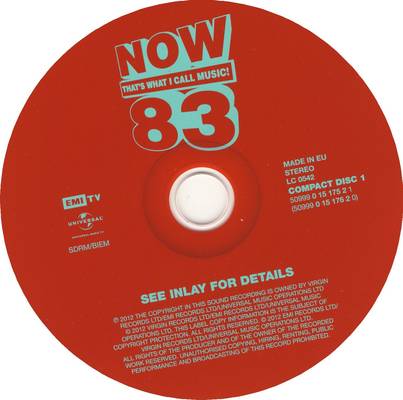 NOW
THAT'S WHAT I CALL MUSIC!
83
EMI TV
UNIVERSAL
SDRM/BIEM
MADE IN EU
STEREO
LC 0542
COMPACT DISC 1
50999 0 15 175 2 1
(50999 0 15 176 2 0)
SEE INLAY FOR DETAILS
℗ 2012 THE COPYRIGHT IN THIS SOUND RECORDING IS OWNED BY VIRGIN
RECORDS LTD/EMI RECORDS LTD/UNIVERSAL MUSIC OPERATIONS LTD
© 2012 VIRGIN RECORDS LTD/EMI RECORDS LTD/UNIVERSAL MUSIC
OPERATIONS LTD. THIS LABEL COPY INFORMATION IS THE SUBJECT OF
COPYRIGHT PROTECTION. ALL RIGHTS RESERVED. © 2012 EMI RECORDS LTD/
VIRGIN RECORDS LTD/UNIVERSAL MUSIC OPERATIONS LTD.
ALL RIGHTS OF THE PRODUCER AND OF THE OWNER OF THE RECORDED
WORK RESERVED. UNAUTHORISED COPYING, HIRING, RENTING, PUBLIC
PERFORMANCE AND BROADCASTING OF THIS RECORD PROHIBITED.